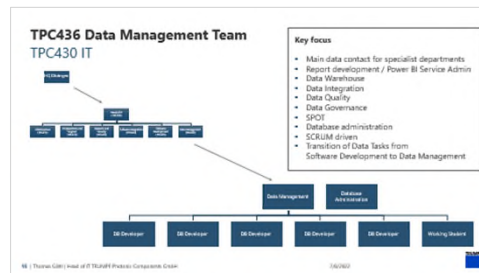 TPC436 Data Management Team
TPC430 IT
Key focus
• Main data contact for specialist departments
• Report development / Power BI Service Admin
• Data Warehouse
• Data Integration
• Data Quality
• Data Governance
• SPOT
• Database administration
• SCRUM driven
• Transition of Data Tasks from
Software Development to Data Management
Data Management
Database
Administration
DB Developer
DB Developer
DB Developer
DB Developer
DB Developer
Working Student
| Head of IT TRUMPF Photonic Components GmbH